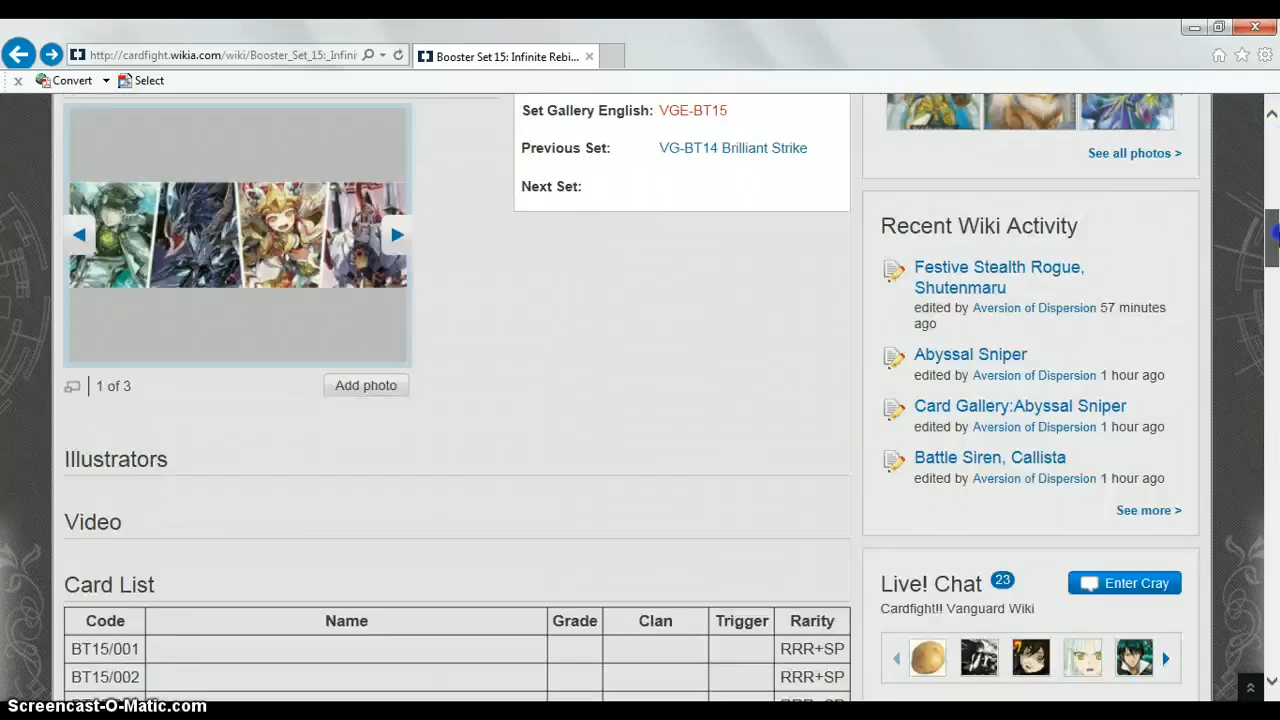 http://cardfight.wikia.com/wiki/Booster_Set_15:_Infini
Booster Set 15: Infinite Rebi...
x Convert Select
Set Gallery English: VGE-BT15
Previous Set: VG-BT14 Brilliant Strike
Next Set:
1 of 3
Add photo
Illustrators
Video
Card List
Code Name Grade Clan Trigger Rarity
BT15/001 RRR+SP
BT15/002 RRR+SP
See all photos >
Recent Wiki Activity
Festive Stealth Rogue,
Shutenmaru
edited by Aversion of Dispersion 57 minutes
ago
Abyssal Sniper
edited by Aversion of Dispersion 1 hour ago
Card Gallery:Abyssal Sniper
edited by Aversion of Dispersion 1 hour ago
Battle Siren, Callista
edited by Aversion of Dispersion 1 hour ago
See more >
Live! Chat 23
Enter Cray
Cardfight!! Vanguard Wiki
Screencast-O-Matic.com